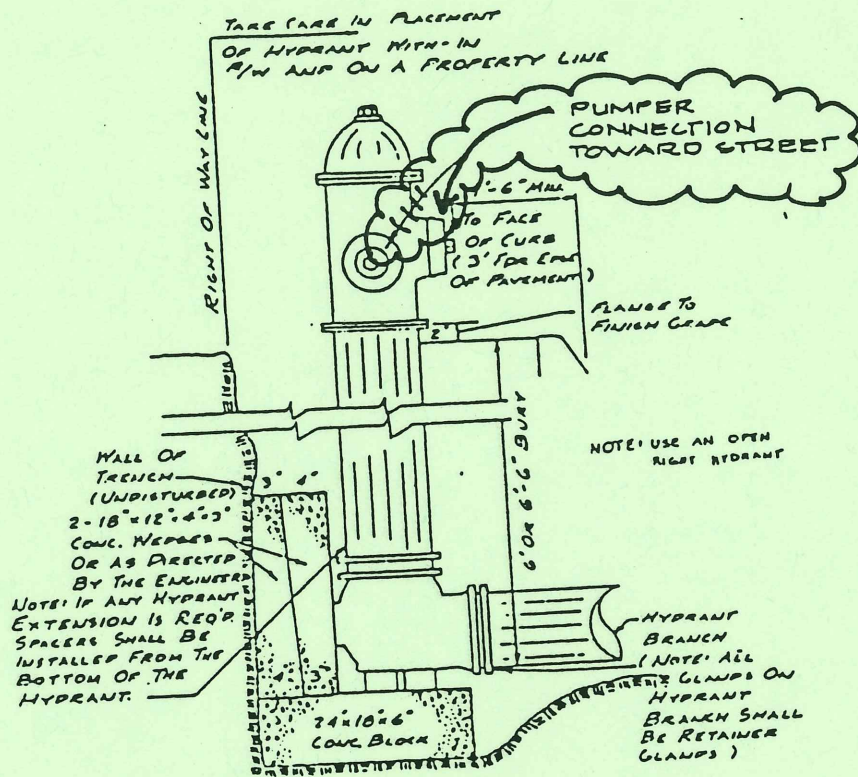 TAKE CARE IN PLACEMENT
OF HYDRANT WITH-IN
R/W AND ON A PROPERTY LINE
RIGHT OF WAY LINE
PUMPER
CONNECTION
TOWARD STREET
1'-6" MIN
TO FACE
OF CURB
(3' FOR EDGE
OF PAVEMENT)
2"
FLANGE TO
FINISH GRADE
6' OR 6'-6" BURY
NOTE: USE AN OPEN
RIGHT HYDRANT
WALL OF
TRENCH
(UNDISTURBED)
3" 4"
2-18"x12"x4"x3"
CONC. WEDGES
OR AS DIRECTED
BY THE ENGINEER
NOTE: IF ANY HYDRANT
EXTENSION IS REQ'D.
SPACERS SHALL BE
INSTALLED FROM THE
BOTTOM OF THE
HYDRANT.
4" 3"
24"x18"x6"
CONC. BLOCK
HYDRANT
BRANCH
(NOTE: ALL
GLANDS ON
HYDRANT
BRANCH SHALL
BE RETAINER
GLANDS)